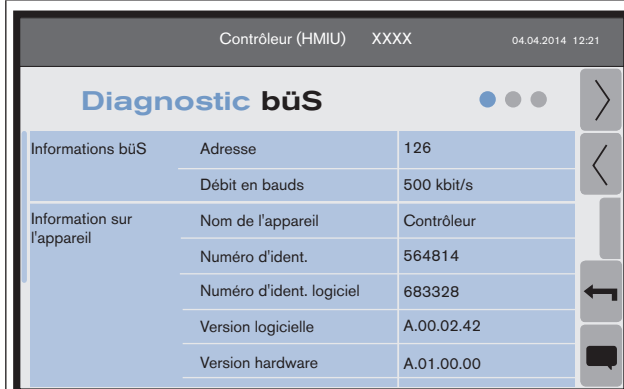 Contrôleur (HMIU) XXXX 04.04.2014 12:21
Diagnostic büS
Informations büS Adresse 126
Débit en bauds 500 kbit/s
Information sur l'appareil Nom de l'appareil Contrôleur
Numéro d'ident. 564814
Numéro d'ident. logiciel 683328
Version logicielle A.00.02.42
Version hardware A.01.00.00